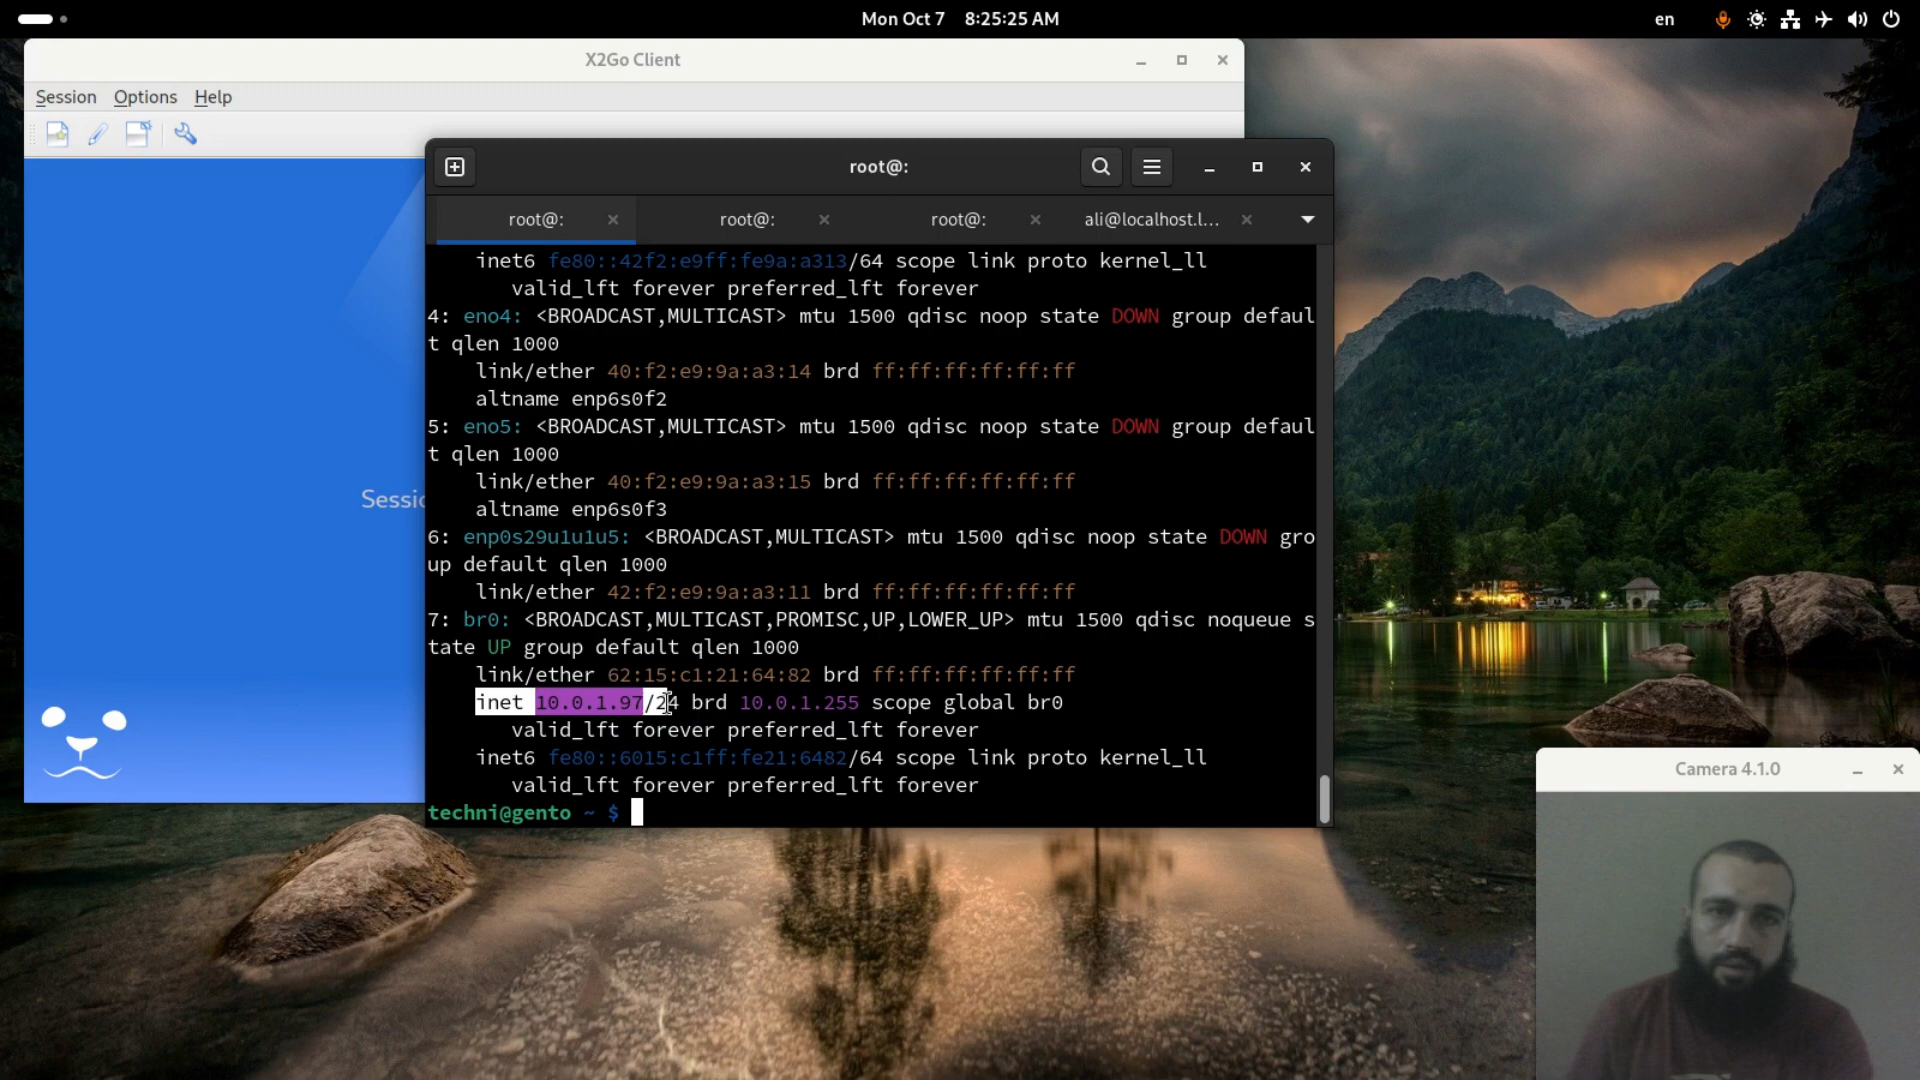 Mon Oct 7 8:25:25 AM
en
X2Go Client
Session Options Help
root@:
root@: root@: root@: ali@localhost.l...
inet6 fe80::42f2:e9ff:fe9a:a313/64 scope link proto kernel_ll
valid_lft forever preferred_lft forever
4: eno4: <BROADCAST,MULTICAST> mtu 1500 qdisc noop state DOWN group defaul
t qlen 1000
link/ether 40:f2:e9:9a:a3:14 brd ff:ff:ff:ff:ff:ff
altname enp6s0f2
5: eno5: <BROADCAST,MULTICAST> mtu 1500 qdisc noop state DOWN group defaul
t qlen 1000
link/ether 40:f2:e9:9a:a3:15 brd ff:ff:ff:ff:ff:ff
altname enp6s0f3
6: enp0s29u1u1u5: <BROADCAST,MULTICAST> mtu 1500 qdisc noop state DOWN gro
up default qlen 1000
link/ether 42:f2:e9:9a:a3:11 brd ff:ff:ff:ff:ff:ff
7: br0: <BROADCAST,MULTICAST,PROMISC,UP,LOWER_UP> mtu 1500 qdisc noqueue s
tate UP group default qlen 1000
link/ether 62:15:c1:21:64:82 brd ff:ff:ff:ff:ff:ff
inet 10.0.1.97/24 brd 10.0.1.255 scope global br0
valid_lft forever preferred_lft forever
inet6 fe80::6015:c1ff:fe21:6482/64 scope link proto kernel_ll
valid_lft forever preferred_lft forever
techni@gento ~ $
Sessio
Camera 4.1.0